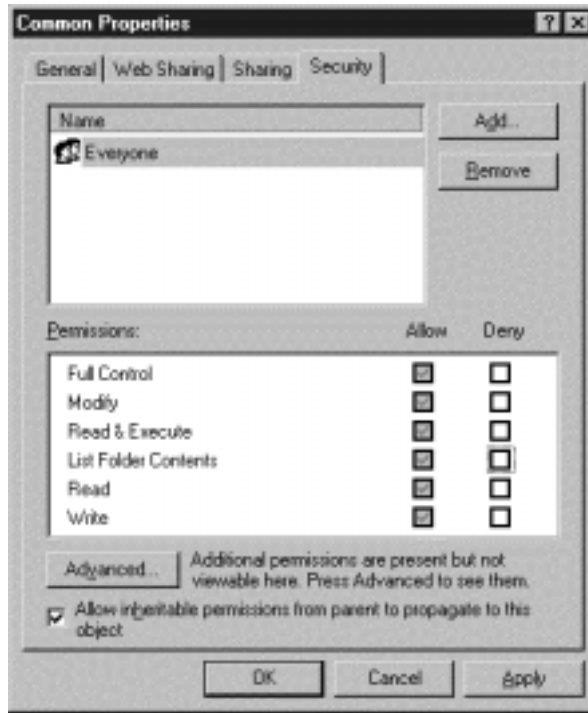 Common Properties
General Web Sharing Sharing Security
Name
Everyone
Add...
Remove
Permissions: Allow Deny
Full Control
Modify
Read & Execute
List Folder Contents
Read
Write
Advanced... Additional permissions are present but not
viewable here. Press Advanced to see them.
Allow inheritable permissions from parent to propagate to this
object
OK Cancel Apply